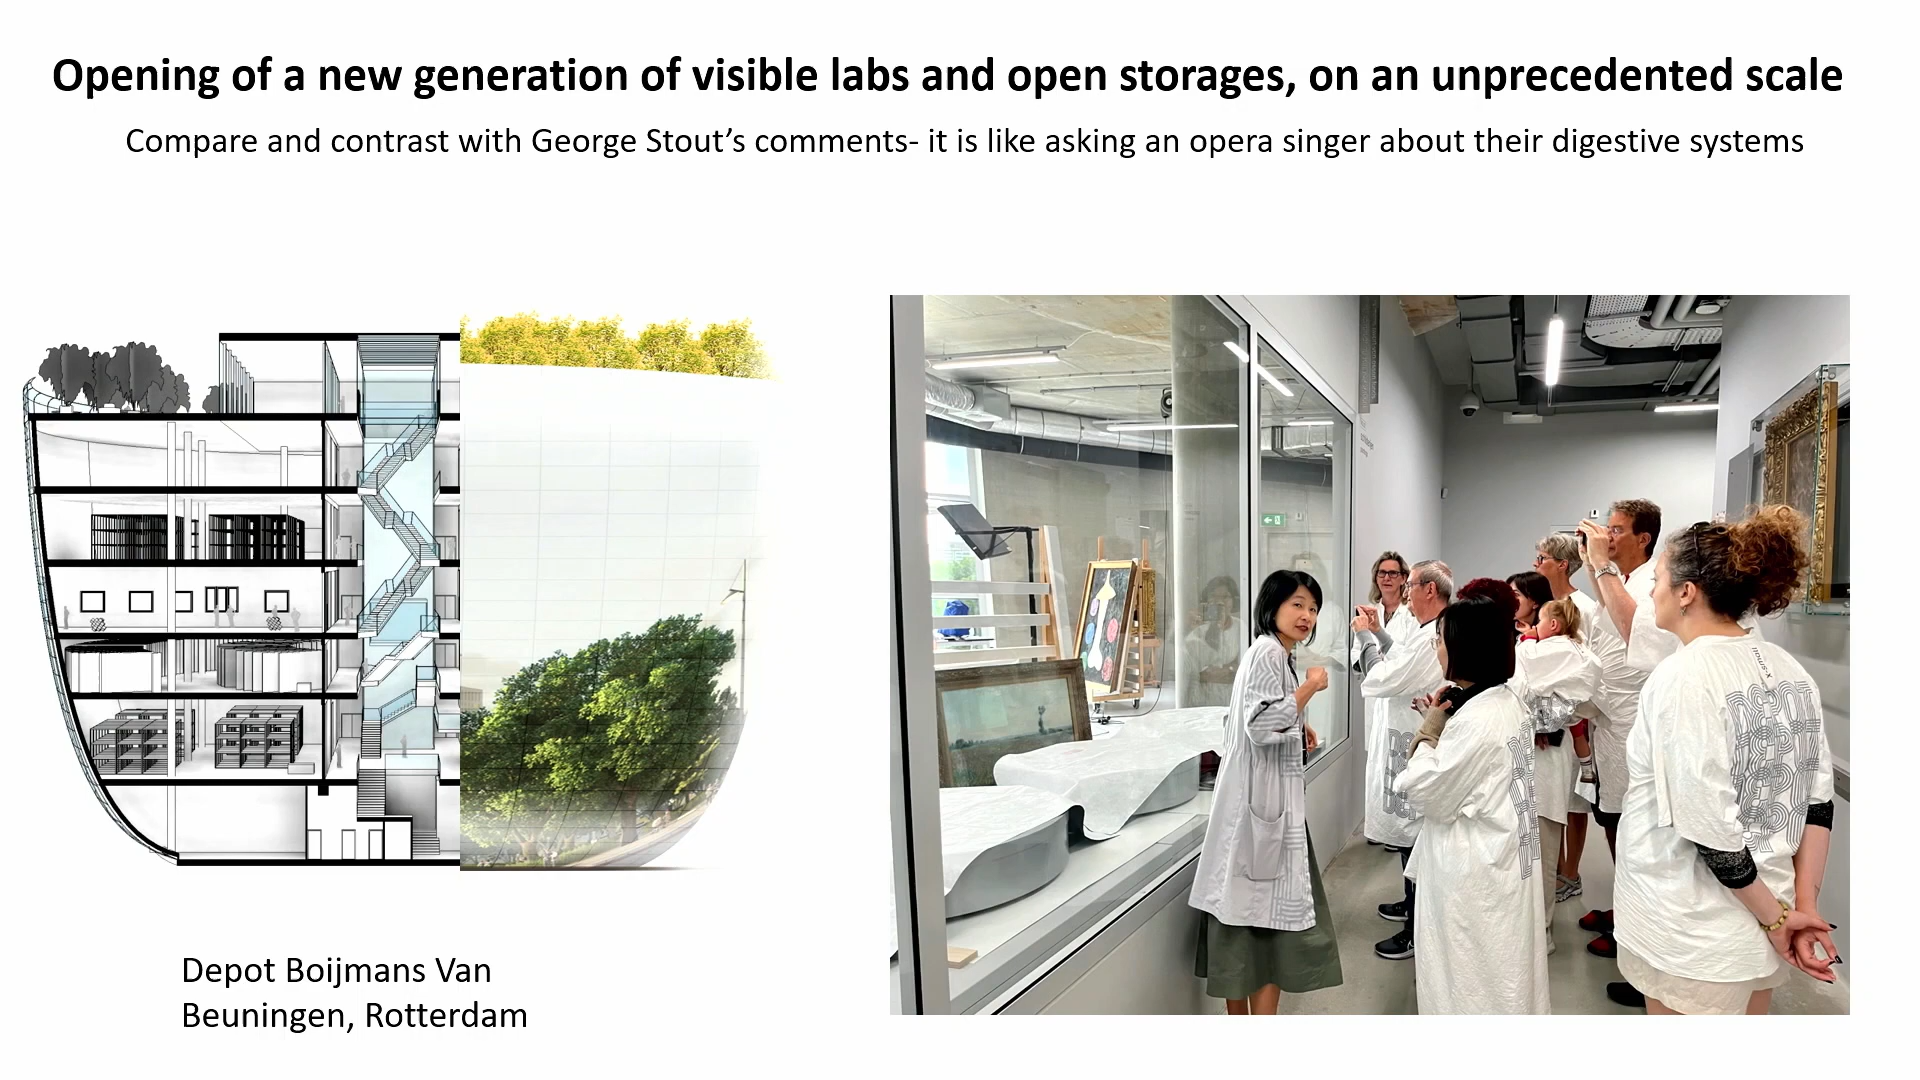 Opening of a new generation of visible labs and open storages, on an unprecedented scale
Compare and contrast with George Stout’s comments- it is like asking an opera singer about their digestive systems
Depot Boijmans Van
Beuningen, Rotterdam
x-small